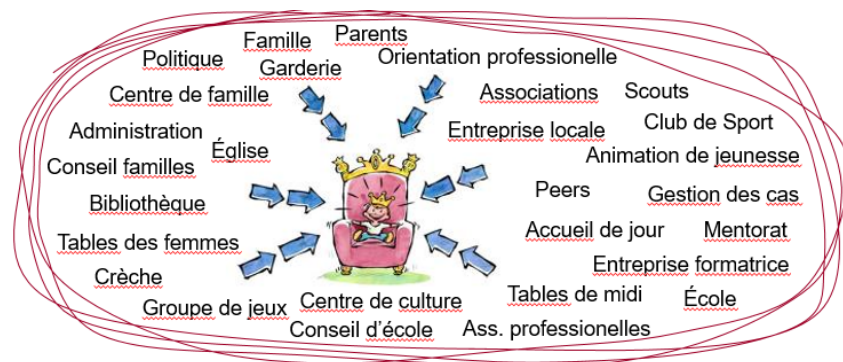 Parents
Famille
Politique
Orientation professionelle
Garderie
Centre de famille
Associations
Scouts
Administration
Entreprise locale
Club de Sport
Église
Conseil familles
Animation de jeunesse
Bibliothèque
Peers
Gestion des cas
Tables des femmes
Accueil de jour
Mentorat
Crèche
Entreprise formatrice
Groupe de jeux
Centre de culture
Tables de midi
École
Conseil d'école
Ass. professionelles